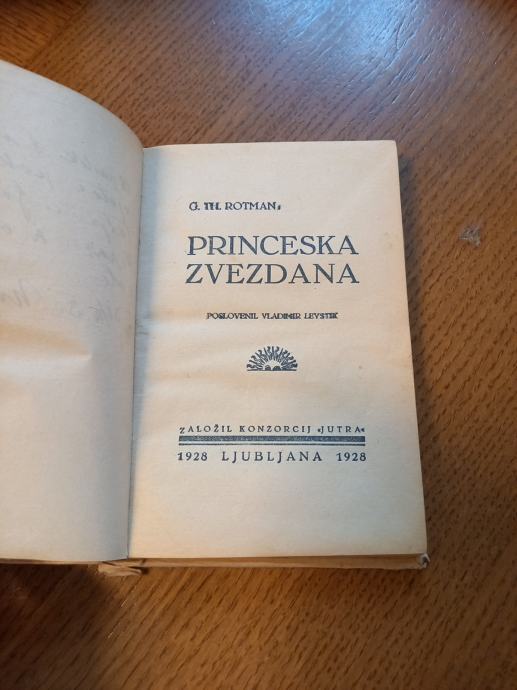 G. TH. ROTMAN:
PRINCESKA
ZVEZDANA
POSLOVENIL VLADIMIR LEVSTIK
ZALOŽIL KONZORCIJ »JUTRA«
1928 LJUBLJANA 1928